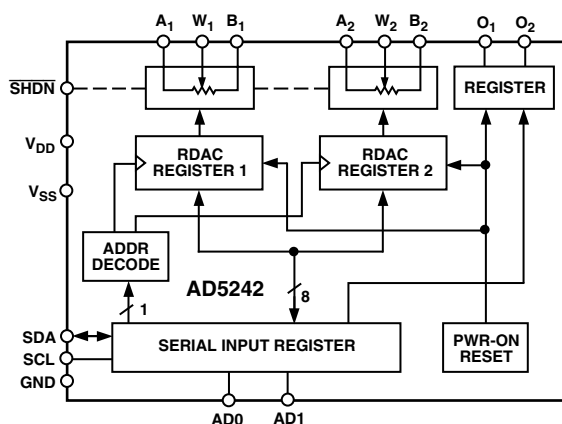 A1 W1 B1 A2 W2 B2 O1 O2
SHDN
REGISTER
VDD
RDAC
REGISTER 1
RDAC
REGISTER 2
VSS
ADDR
DECODE
AD5242
8
1
SDA
SCL
GND
SERIAL INPUT REGISTER
PWR-ON
RESET
AD0 AD1